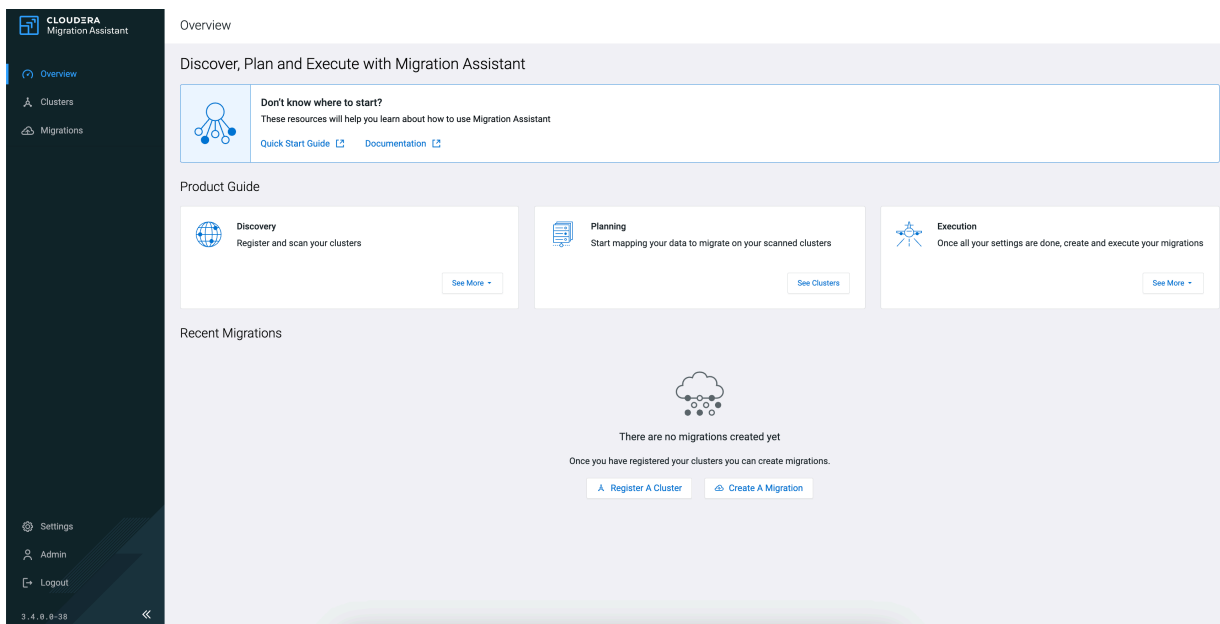 CLOUDERA
Migration Assistant
Overview
Overview
Clusters
Migrations
Settings
Admin
Logout
3.4.0.0-38
Discover, Plan and Execute with Migration Assistant
Don't know where to start?
These resources will help you learn about how to use Migration Assistant
Quick Start Guide Documentation
Product Guide
Discovery
Register and scan your clusters
See More
Planning
Start mapping your data to migrate on your scanned clusters
See Clusters
Execution
Once all your settings are done, create and execute your migrations
See More
Recent Migrations
There are no migrations created yet
Once you have registered your clusters you can create migrations.
Register A Cluster Create A Migration